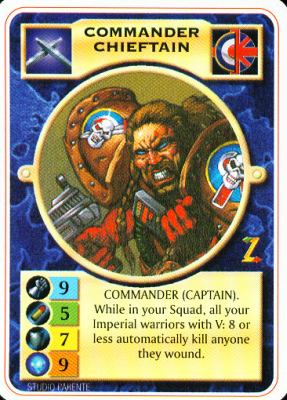 COMMANDER
CHIEFTAIN
Z
9
5
7
9
COMMANDER (CAPTAIN).
While in your Squad, all your
Imperial warriors with V: 8 or
less automatically kill anyone
they wound.
STUDIO PARENTE